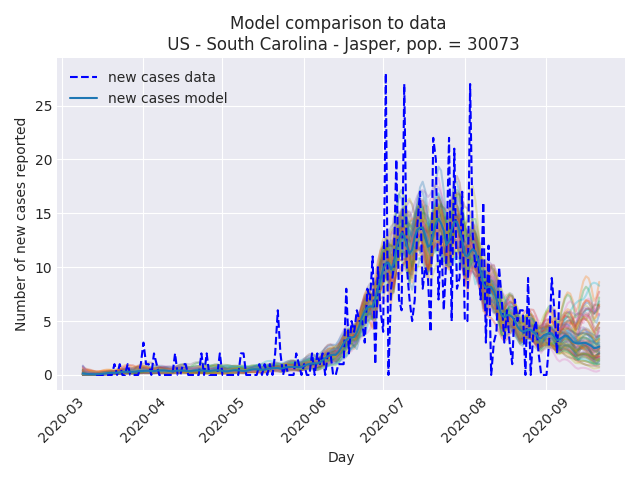 Model comparison to data
US - South Carolina - Jasper, pop. = 30073
new cases data
new cases model
Number of new cases reported
25
20
15
10
5
0
2020-03
2020-04
2020-05
2020-06
2020-07
2020-08
2020-09
Day